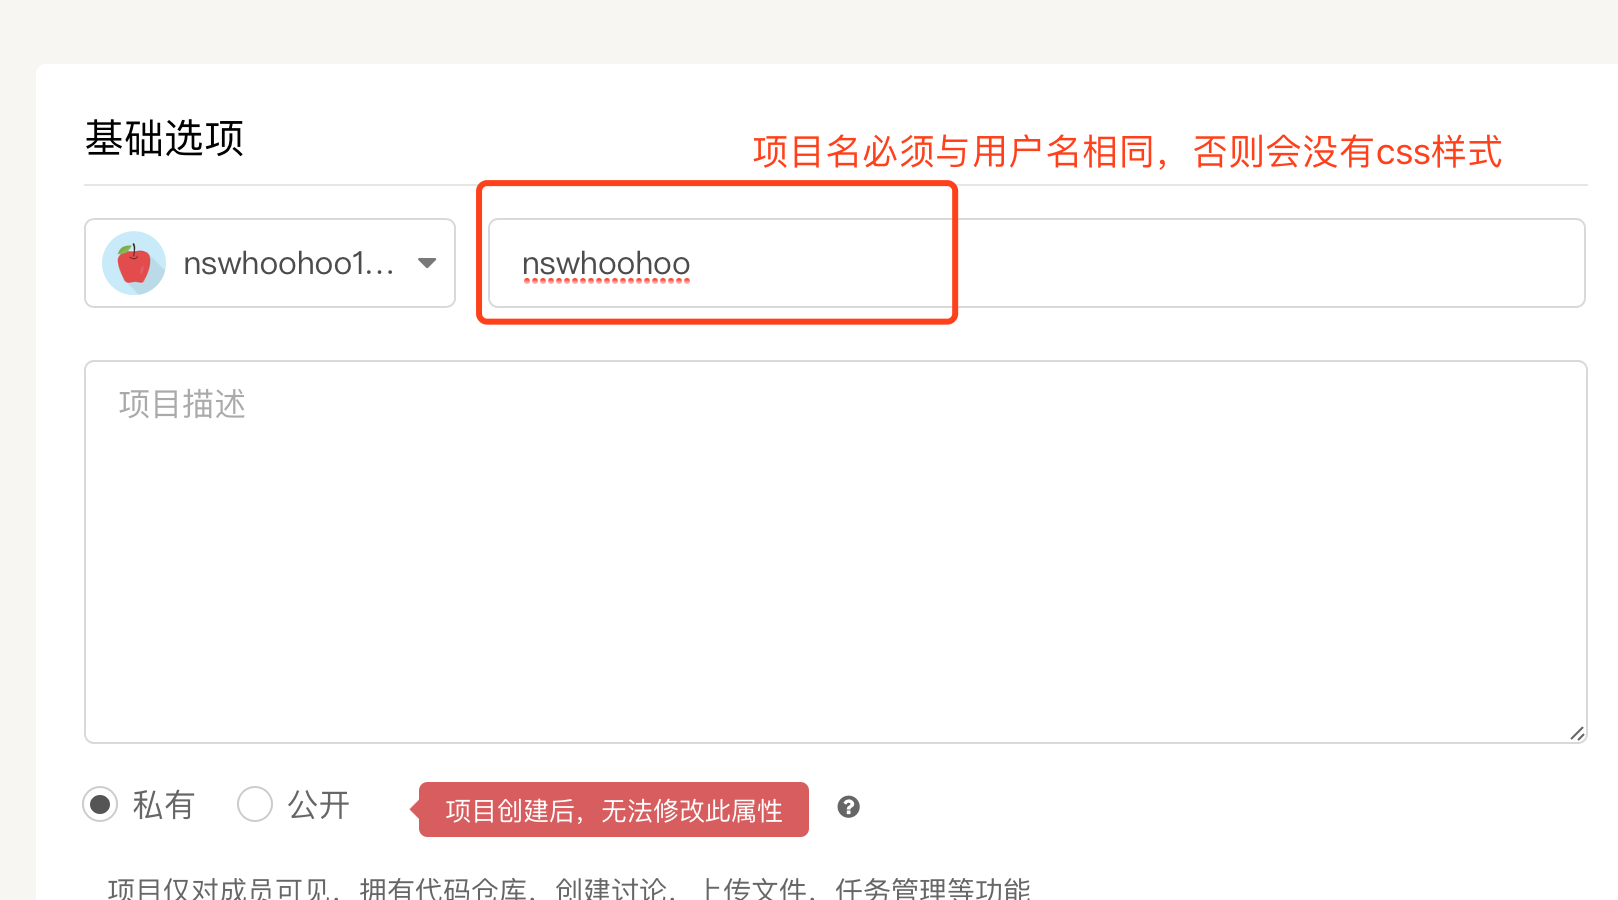 基础选项
项目名必须与用户名相同，否则会没有css样式
nswhoohoo1...
nswhoohoo
项目描述
私有
公开
项目创建后，无法修改此属性
?
项目仅对成员可见，拥有代码仓库，创建讨论，上传文件，任务管理等功能